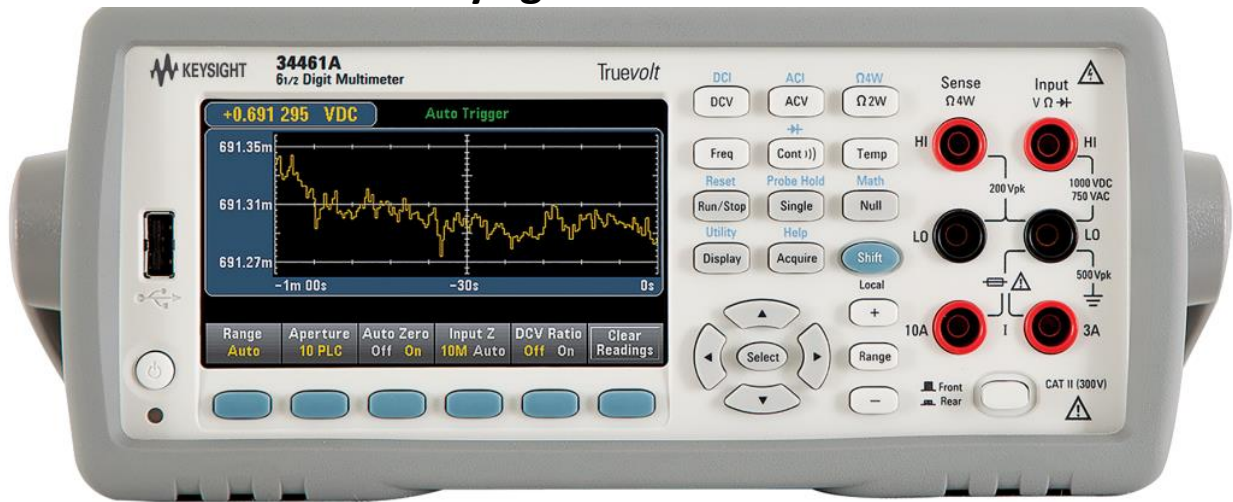 KEYSIGHT
34461A
6 1/2 Digit Multimeter
Truevolt
+0.691 295 VDC
Auto Trigger
691.35m
691.31m
691.27m
-1m 00s
-30s
0s
Range
Auto
Aperture
10 PLC
Auto Zero
Off On
Input Z
10M Auto
DCV Ratio
Off On
Clear
Readings
DCI ACI Ω4W
DCV ACV Ω 2W
Freq Cont ))) Temp
Reset Probe Hold Math
Run/Stop Single Null
Utility Help
Display Acquire Shift
Local
+
Select
Range
−
Sense
Ω 4W
Input
V Ω
HI HI
200 Vpk
1000 VDC
750 VAC
LO LO
500 Vpk
10A I 3A
Front
Rear
CAT II (300V)